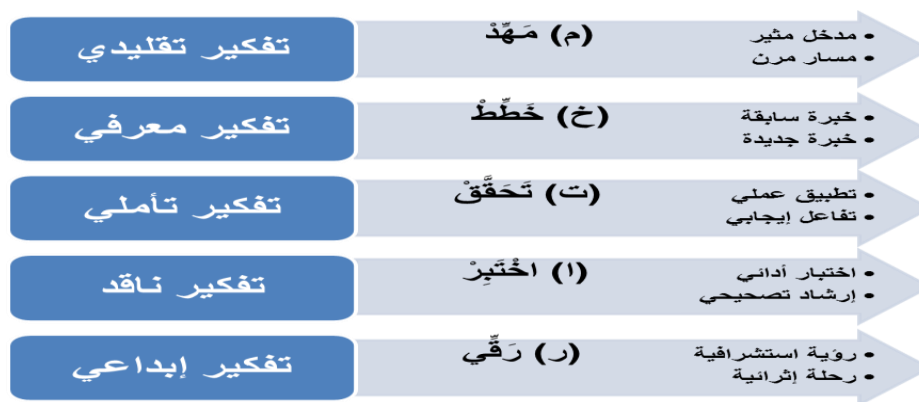 • مدخل مثير
• مسار مرن
(م) مَهِّدْ
تفكير تقليدي
• خبرة سابقة
• خبرة جديدة
(خ) خَطِّطْ
تفكير معرفي
• تطبيق عملي
• تفاعل إيجابي
(ت) تَحَقَّقْ
تفكير تأملي
• اختبار أدائي
• إرشاد تصحيحي
(ا) اخْتَبِرْ
تفكير ناقد
• رؤية استشرافية
• رحلة إثرائية
(ر) رَقِّي
تفكير إبداعي